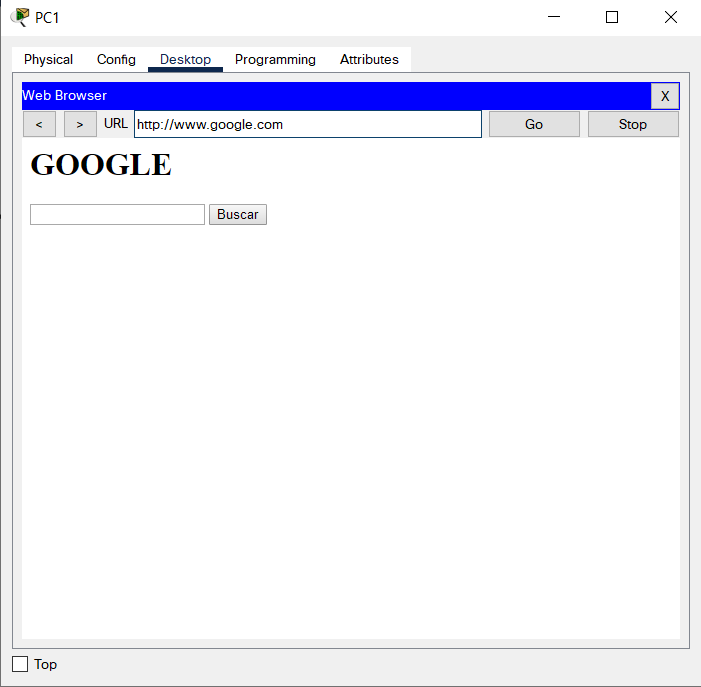 PC1
Physical Config Desktop Programming Attributes
Web Browser X
< > URL http://www.google.com Go Stop
GOOGLE
Buscar
Top